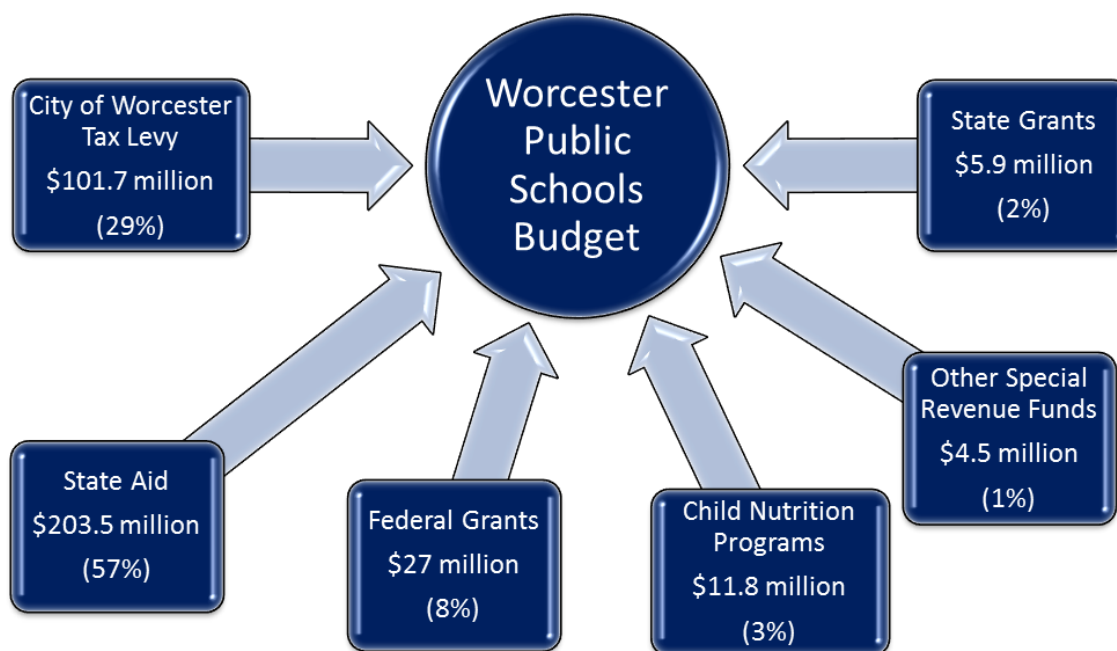 Worcester
Public
Schools
Budget
City of Worcester
Tax Levy
$101.7 million
(29%)
State Aid
$203.5 million
(57%)
Federal Grants
$27 million
(8%)
Child Nutrition
Programs
$11.8 million
(3%)
Other Special
Revenue Funds
$4.5 million
(1%)
State Grants
$5.9 million
(2%)